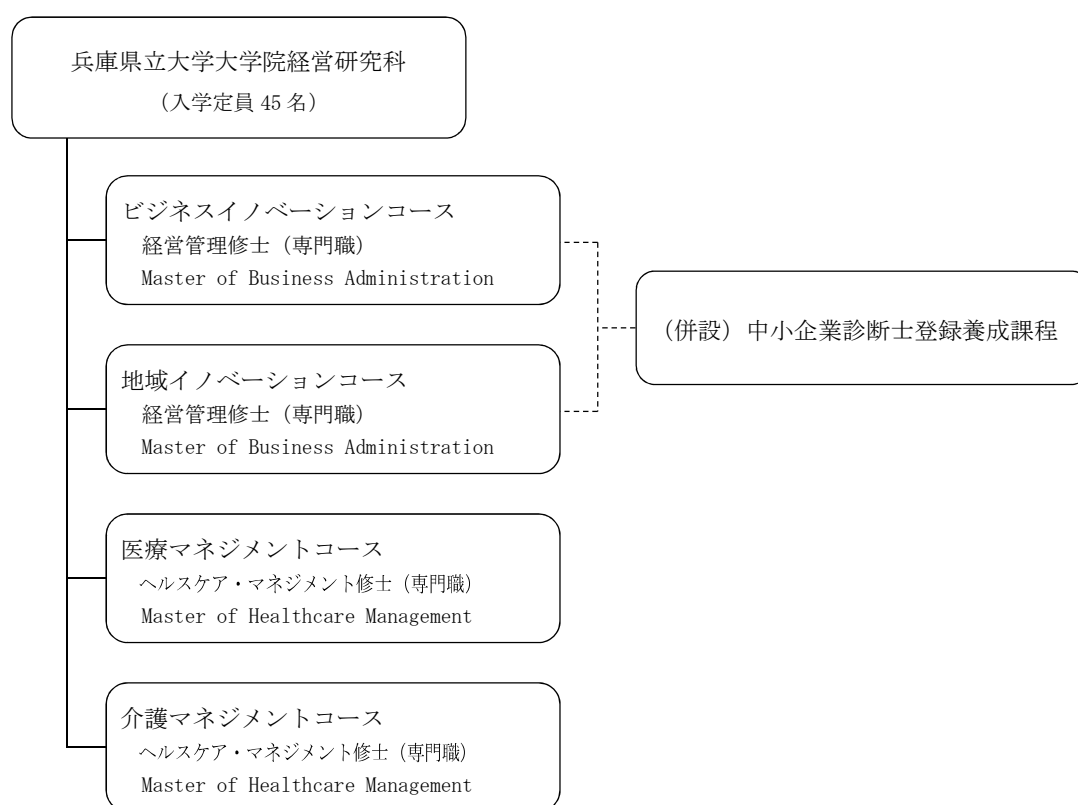 兵庫県立大学大学院経営研究科
（入学定員 45 名）
ビジネスイノベーションコース
経営管理修士（専門職）
Master of Business Administration
（併設）中小企業診断士登録養成課程
地域イノベーションコース
経営管理修士（専門職）
Master of Business Administration
医療マネジメントコース
ヘルスケア・マネジメント修士（専門職）
Master of Healthcare Management
介護マネジメントコース
ヘルスケア・マネジメント修士（専門職）
Master of Healthcare Management